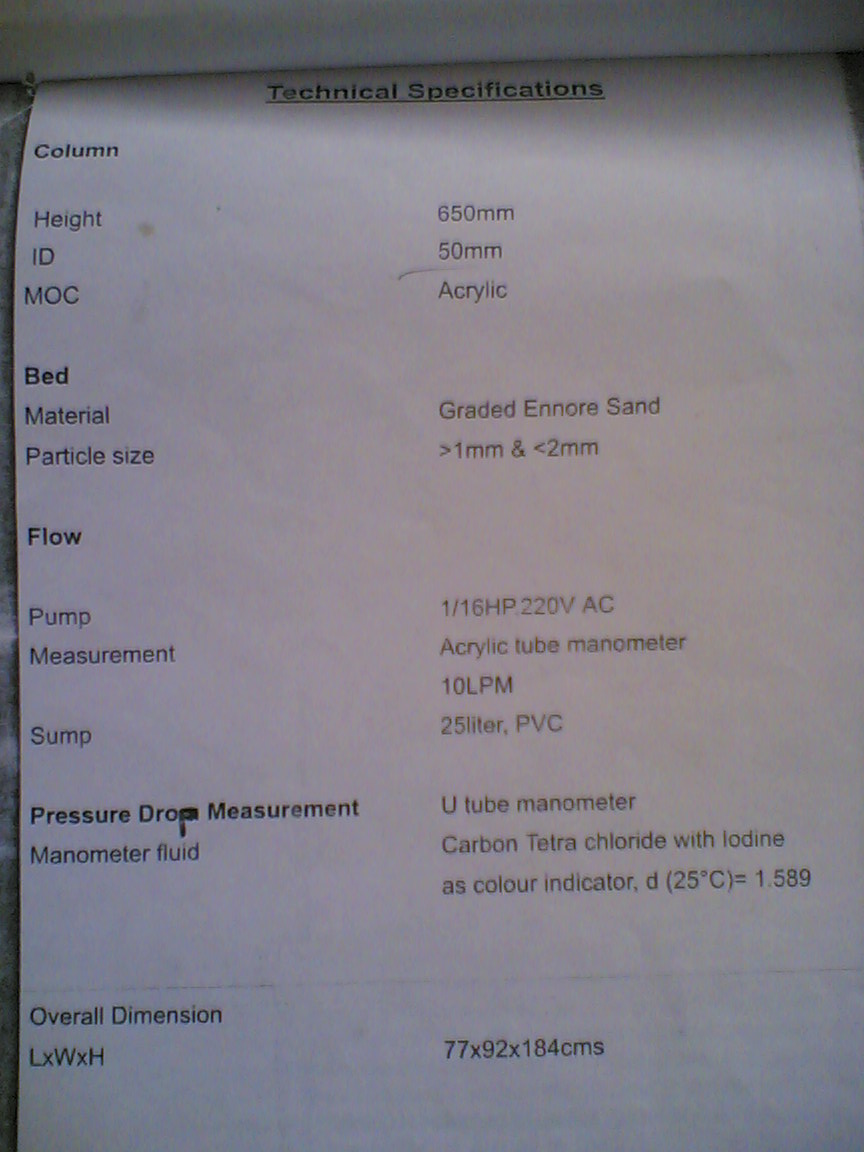 Technical Specifications
Column
Height 650mm
ID 50mm
MOC Acrylic
Bed
Material Graded Ennore Sand
Particle size >1mm & <2mm
Flow
Pump 1/16HP.220V AC
Measurement Acrylic tube manometer
10LPM
Sump 25liter, PVC
Pressure Drop Measurement U tube manometer
Manometer fluid Carbon Tetra chloride with Iodine
as colour indicator, d (25°C)= 1.589
Overall Dimension
LxWxH 77x92x184cms